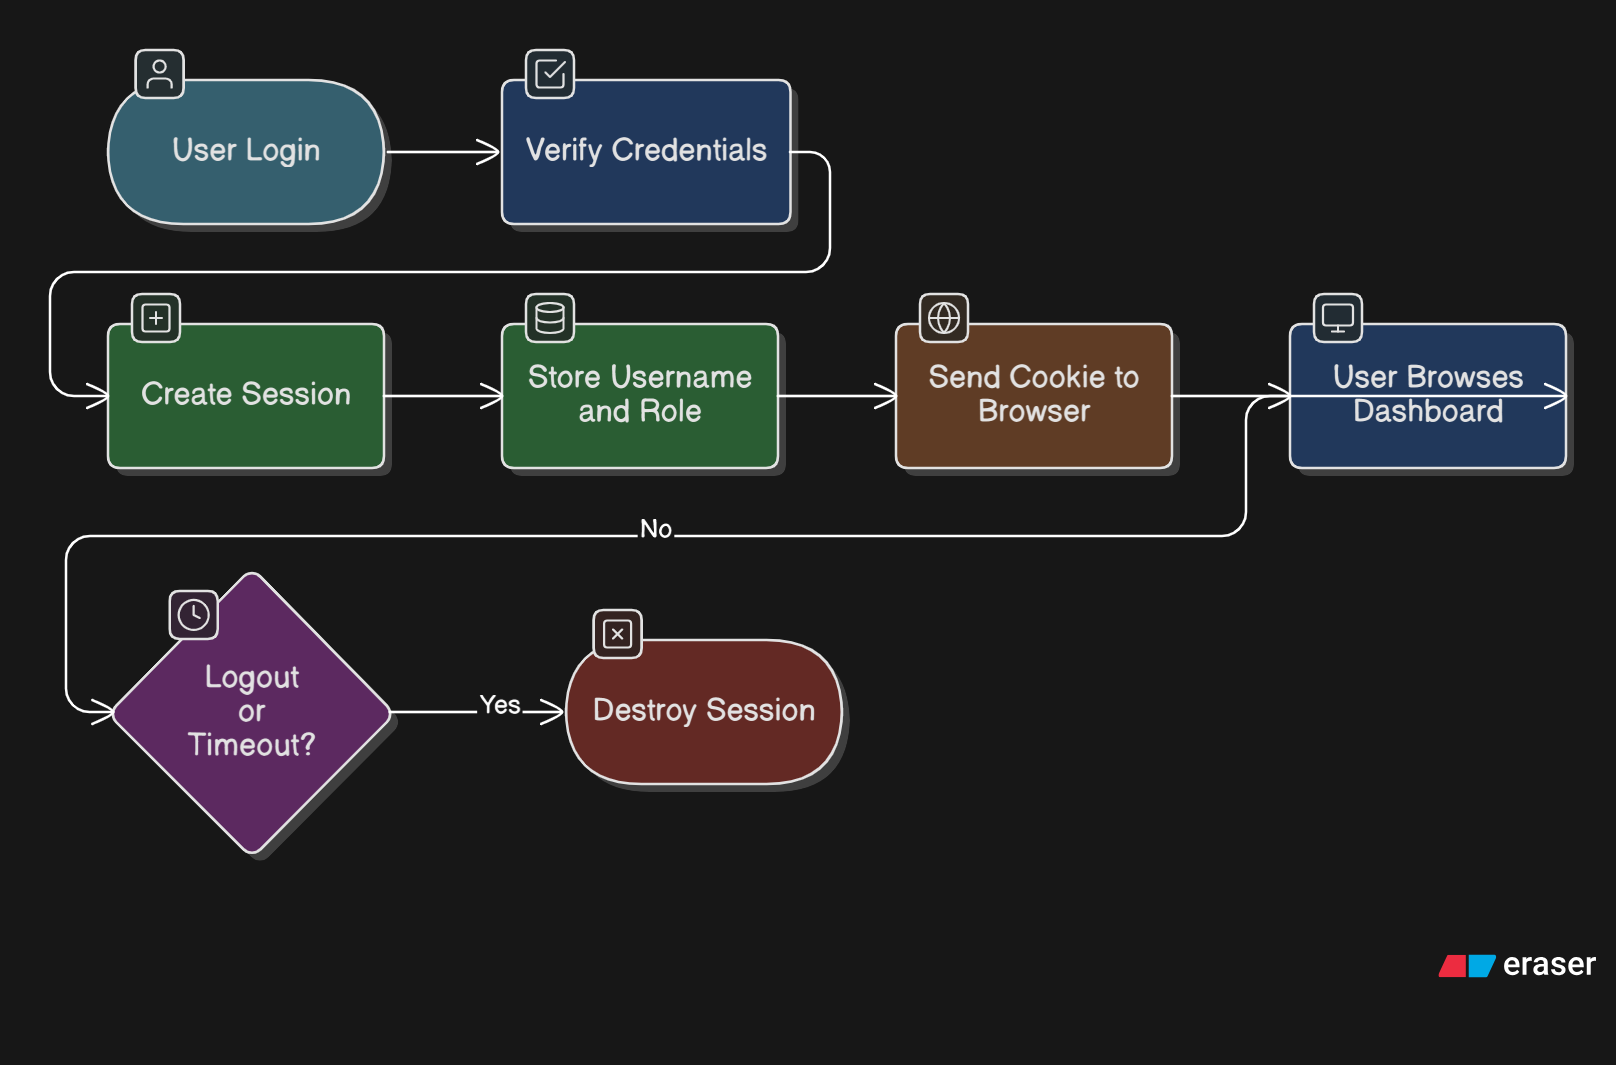 User Login
Verify Credentials
Create Session
Store Username
and Role
Send Cookie to
Browser
User Browses
Dashboard
No
Logout
or
Timeout?
Yes
Destroy Session
eraser